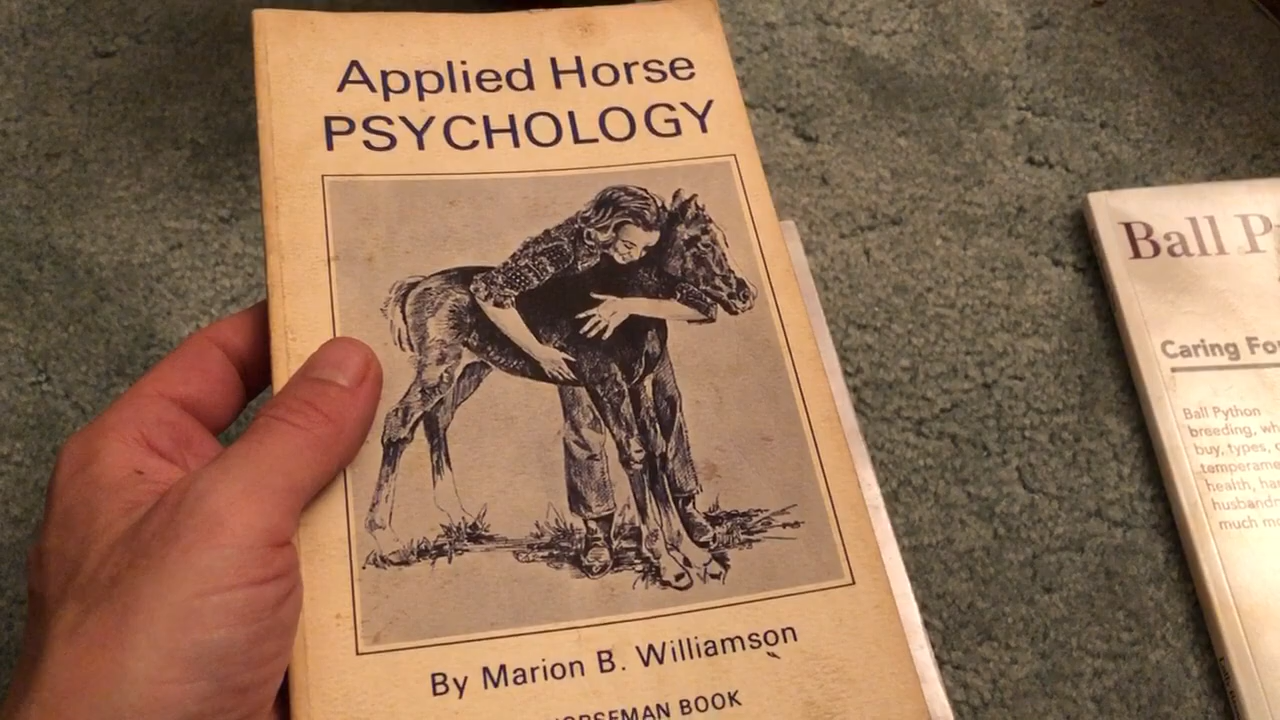 Applied Horse
PSYCHOLOGY
By Marion B. Williamson
HORSEMAN BOOK
Ball P
Caring Fo
Ball Python
breeding, wh
buy, types,
temperame
health, ha
husband
much m